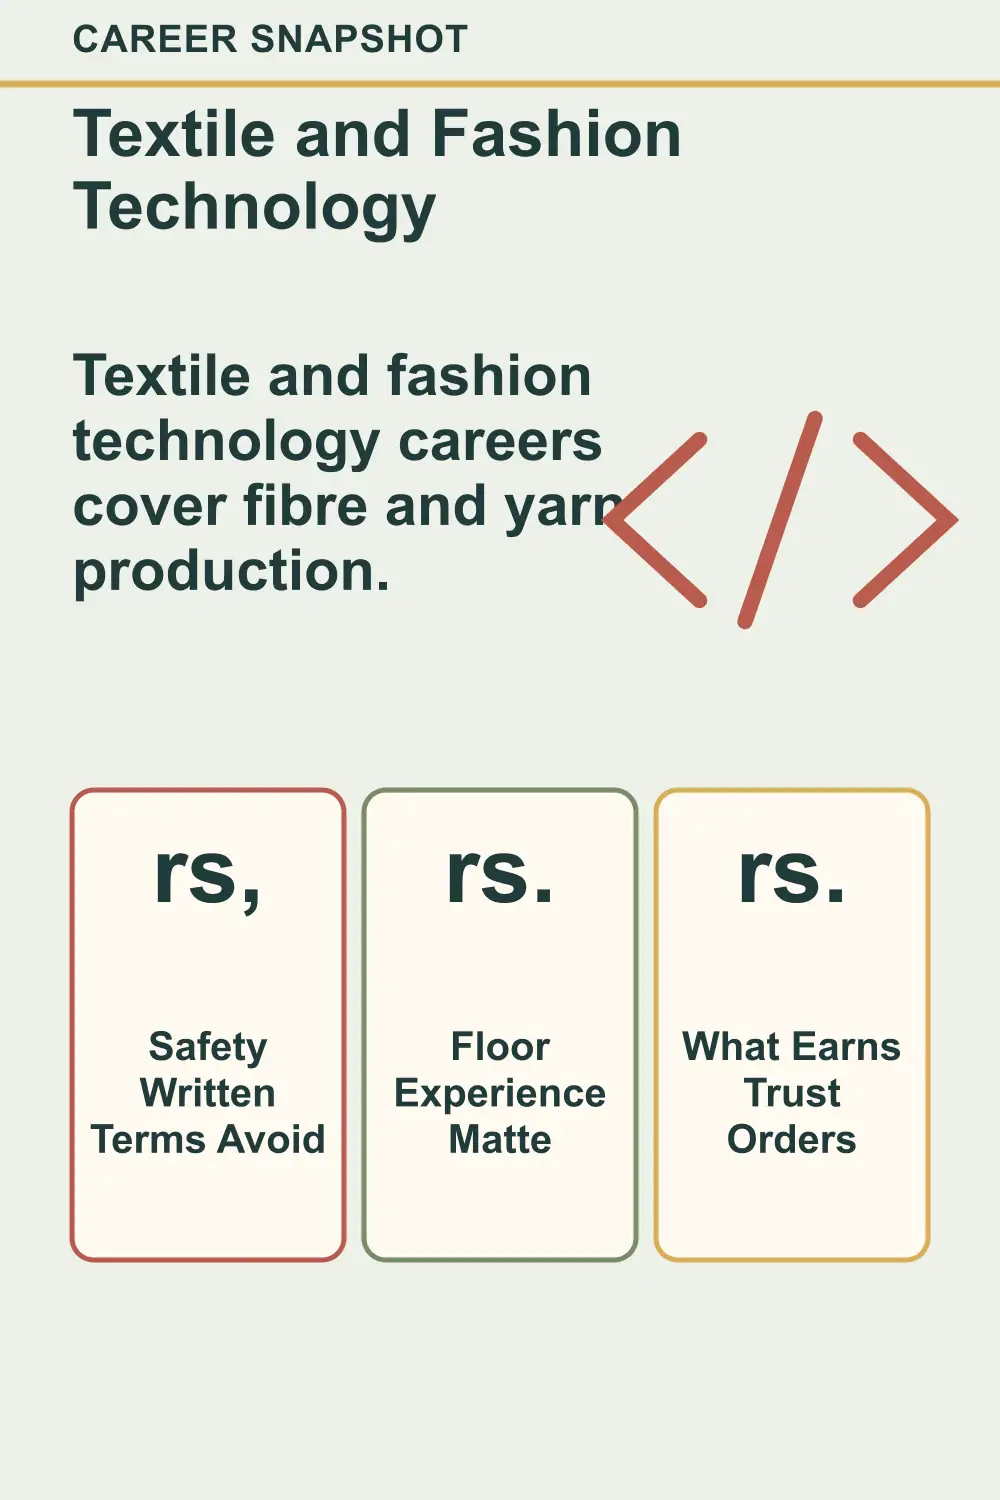 CAREER SNAPSHOT
Textile and Fashion
Technology
Textile and fashion
technology careers
cover fibre and yarn
production.
</>
rs,
Safety
Written
Terms Avoid
rs.
Floor
Experience
Matte
rs.
What Earns
Trust
Orders